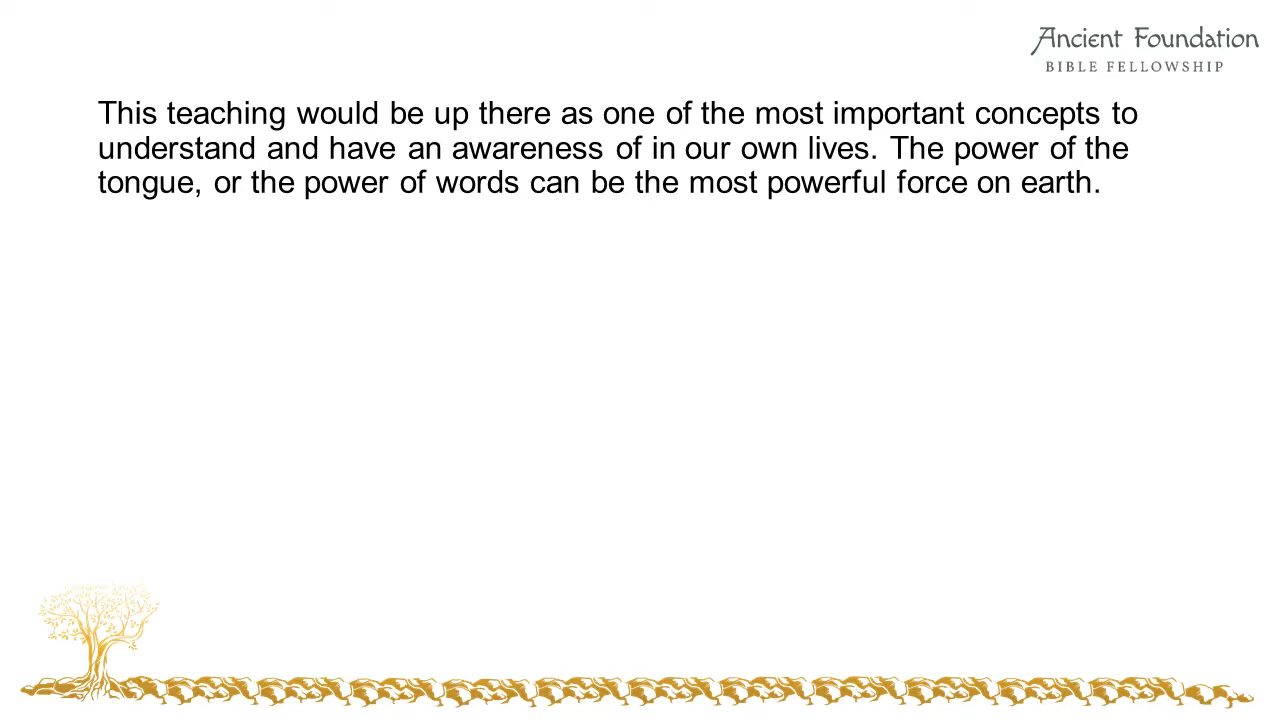 Ancient Foundation
BIBLE FELLOWSHIP
This teaching would be up there as one of the most important concepts to
understand and have an awareness of in our own lives. The power of the
tongue, or the power of words can be the most powerful force on earth.